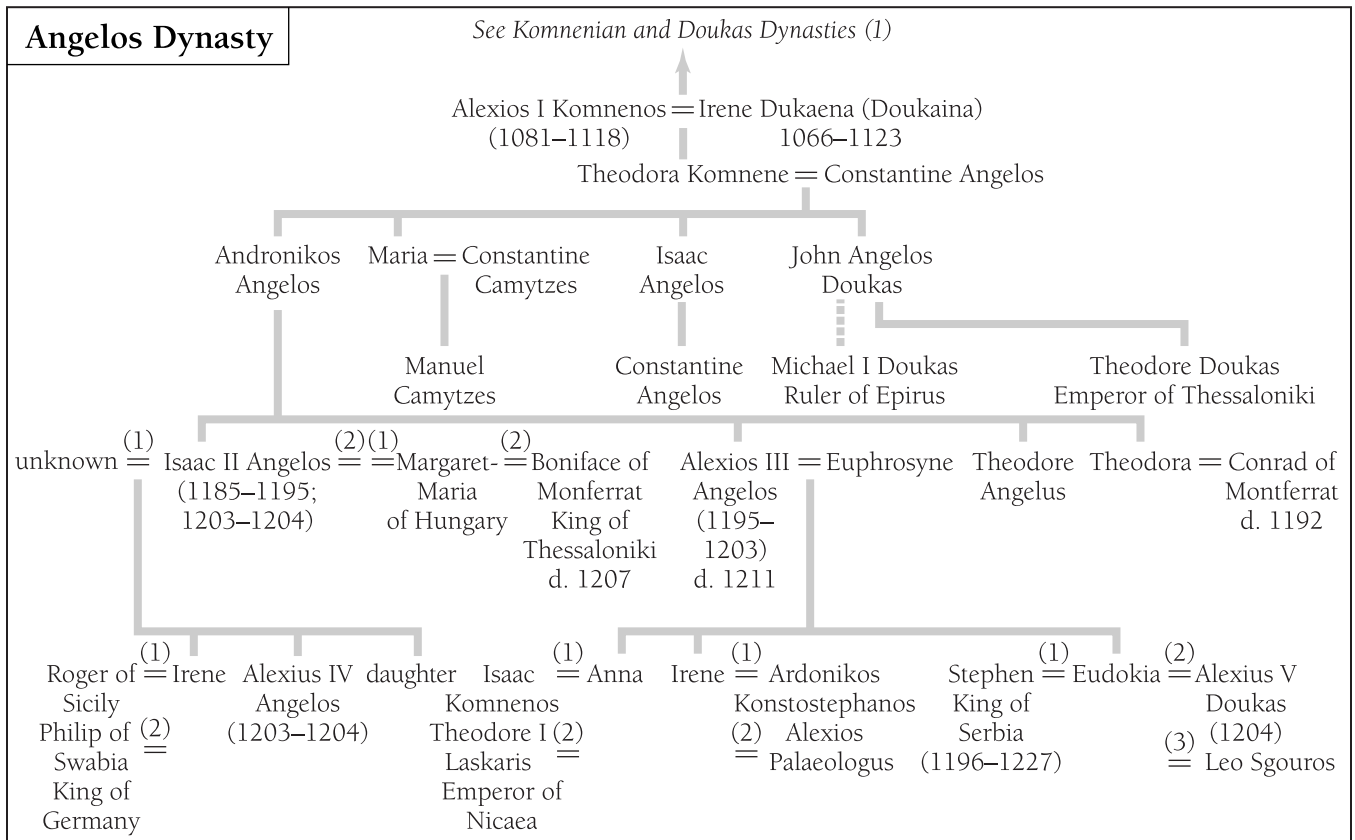 Angelos Dynasty
See Komnenian and Doukas Dynasties (1)
Alexios I Komnenos = Irene Dukaena (Doukaina)
(1081–1118) 1066–1123
Theodora Komnene = Constantine Angelos
Andronikos Angelos
Maria = Constantine Camytzes
Isaac Angelos
John Angelos Doukas
Manuel Camytzes
Constantine Angelos
Michael I Doukas
Ruler of Epirus
Theodore Doukas
Emperor of Thessaloniki
unknown (1) = Isaac II Angelos (2) (1) = = Margaret- (2) = Boniface of
(1185–1195; Maria Monferrat
1203–1204) of Hungary King of
Thessaloniki
d. 1207
Alexios III = Euphrosyne
Angelos
(1195–
1203)
d. 1211
Theodore
Angelus
Theodora = Conrad of
Montferrat
d. 1192
Roger of (1) = Irene
Sicily
Philip of (2) =
Swabia
King of
Germany
Alexius IV
Angelos
(1203–1204)
daughter
Isaac (1) = Anna
Komnenos
Theodore I (2) =
Laskaris
Emperor of
Nicaea
Irene (1) = Ardonikos
Konstostephanos
(2) = Alexios
Palaeologus
Stephen (1) = Eudokia (2) = Alexius V
King of Doukas
Serbia (1204)
(1196–1227) (3) = Leo Sgouros